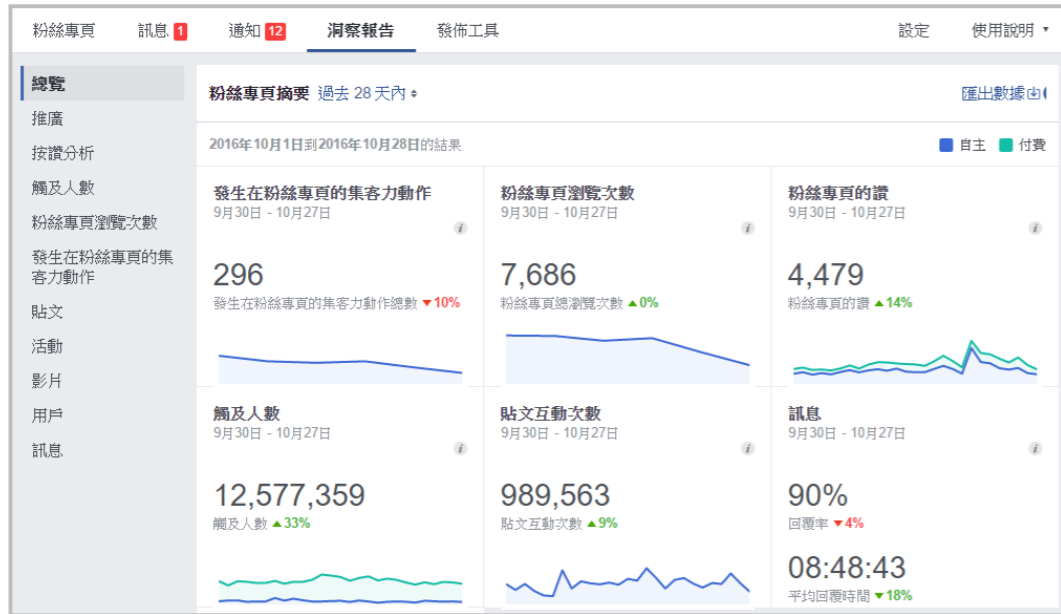 粉絲專頁 訊息 1 通知 12 洞察報告 發佈工具 設定 使用說明
總覽
推廣
按讚分析
觸及人數
粉絲專頁瀏覽次數
發生在粉絲專頁的集
客力動作
貼文
活動
影片
用戶
訊息
粉絲專頁摘要 過去 28 天內 匯出數據
2016年10月1日到2016年10月28日的結果 自主 付費
發生在粉絲專頁的集客力動作
9月30日 - 10月27日
296
發生在粉絲專頁的集客力動作總數 ▼10%
粉絲專頁瀏覽次數
9月30日 - 10月27日
7,686
粉絲專頁總瀏覽次數 ▲0%
粉絲專頁的讚
9月30日 - 10月27日
4,479
粉絲專頁的讚 ▲14%
觸及人數
9月30日 - 10月27日
12,577,359
觸及人數 ▲33%
貼文互動次數
9月30日 - 10月27日
989,563
貼文互動次數 ▲9%
訊息
9月30日 - 10月27日
90%
回覆率 ▼4%
08:48:43
平均回覆時間 ▼18%